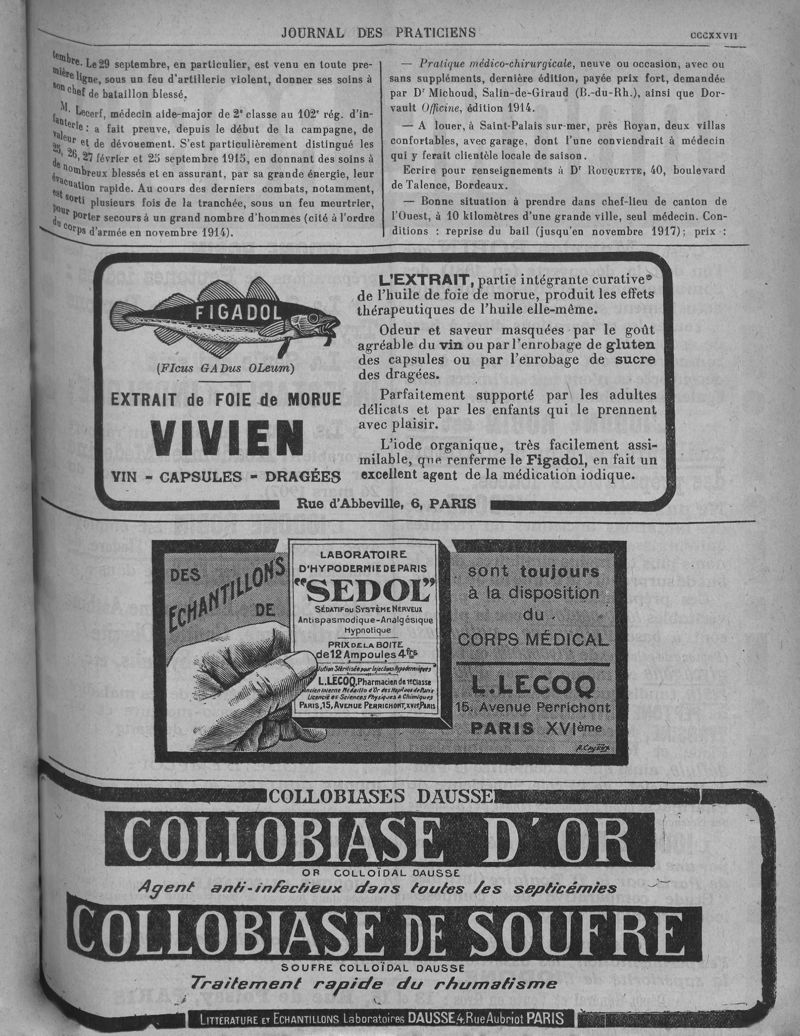 JOURNAL DES PRATICIENS
CCCXXVII
tembre. Le 29 septembre, en particulier, est venu en toute pre-
mière ligne, sous un feu d'artillerie violent, donner ses soins à
son chef de bataillon blessé.
M. Lecerf, médecin aide-major de 2e classe au 102e rég. d'in-
fanterie : a fait preuve, depuis le début de la campagne, de
valeur et de dévouement. S'est particulièrement distingué les
25, 26, 27 février et 25 septembre 1915, en donnant des soins à
de nombreux blessés et en assurant, par sa grande énergie, leur
évacuation rapide. Au cours des derniers combats, notamment,
est sorti plusieurs fois de la tranchée, sous un feu meurtrier,
pour porter secours à un grand nombre d'hommes (cité à l'ordre
du corps d'armée en novembre 1914).
— Pratique médico-chirurgicale, neuve ou occasion, avec ou
sans suppléments, dernière édition, payée prix fort, demandée
par Dr Michoud, Salin-de-Giraud (B.-du-Rh.), ainsi que Dor-
vault Officine, édition 1914.
— A louer, à Saint-Palais-sur-mer, près Royan, deux villas
confortables, avec garage, dont l'une conviendrait à médecin
qui y ferait clientèle locale de saison.
Ecrire pour renseignements à Dr ROUQUETTE, 40, boulevard
de Talence, Bordeaux.
— Bonne situation à prendre dans chef-lieu de canton de
l'Ouest, à 10 kilomètres d'une grande ville, seul médecin. Con-
ditions : reprise du bail (jusqu'en novembre 1917); prix :
FIGADOL
(FIcus GADus OLeum)
EXTRAIT de FOIE de MORUE
VIVIEN
VIN - CAPSULES - DRAGÉES
L'EXTRAIT, partie intégrante curative
de l'huile de foie de morue, produit les effets
thérapeutiques de l'huile elle-même.
Odeur et saveur masquées par le goût
agréable du vin ou par l'enrobage de gluten
des capsules ou par l'enrobage de sucre
des dragées.
Parfaitement supporté par les adultes
délicats et par les enfants qui le prennent
avec plaisir.
L'iode organique, très facilement assi-
milable, que renferme le Figadol, en fait un
excellent agent de la médication iodique.
Rue d'Abbeville, 6, PARIS
DES
ECHANTILLONS
DE
LABORATOIRE
D'HYPODERMIE DE PARIS
"SEDOL"
SÉDATIF DU SYSTÈME NERVEUX
Antispasmodique-Analgésique
Hypnotique
PRIX DE LA BOITE
de 12 Ampoules 4frs
Solution Stérilisée pour Injections Hypodermiques
L. LECOQ, Pharmacien de 1re Classe
Ancien Interne Médaille d'Or des Hôpitaux de Paris
Licencié es Sciences Physiques & Chimiques
PARIS, 15, AVENUE PERRICHONT, XVIe, PARIS
sont toujours
à la disposition
du
CORPS MÉDICAL
L. LECOQ
15, Avenue Perrichont
PARIS XVIème
COLLOBIASES DAUSSE
COLLOBIASE D'OR
OR COLLOÏDAL DAUSSE
Agent anti-infectieux dans toutes les septicémies
COLLOBIASE DE SOUFRE
SOUFRE COLLOÏDAL DAUSSE
Traitement rapide du rhumatisme
LITTÉRATURE ET ECHANTILLONS Laboratoires DAUSSE, 4, Rue Aubriot PARIS